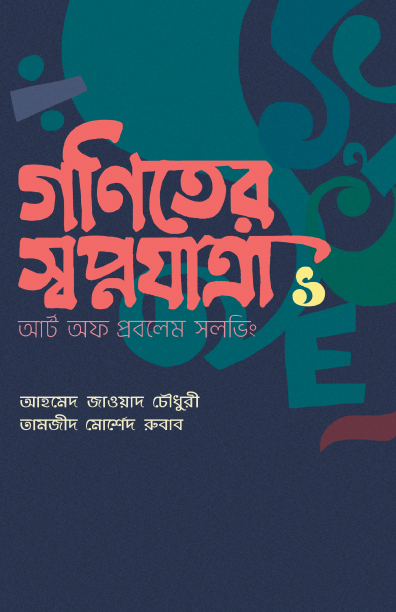 গণিতের
স্বপ্নযাত্রা ১
আর্ট অফ প্রবলেম সলভিং
আহমেদ জাওয়াদ চৌধুরী
তামজীদ মোর্শেদ রুবাব